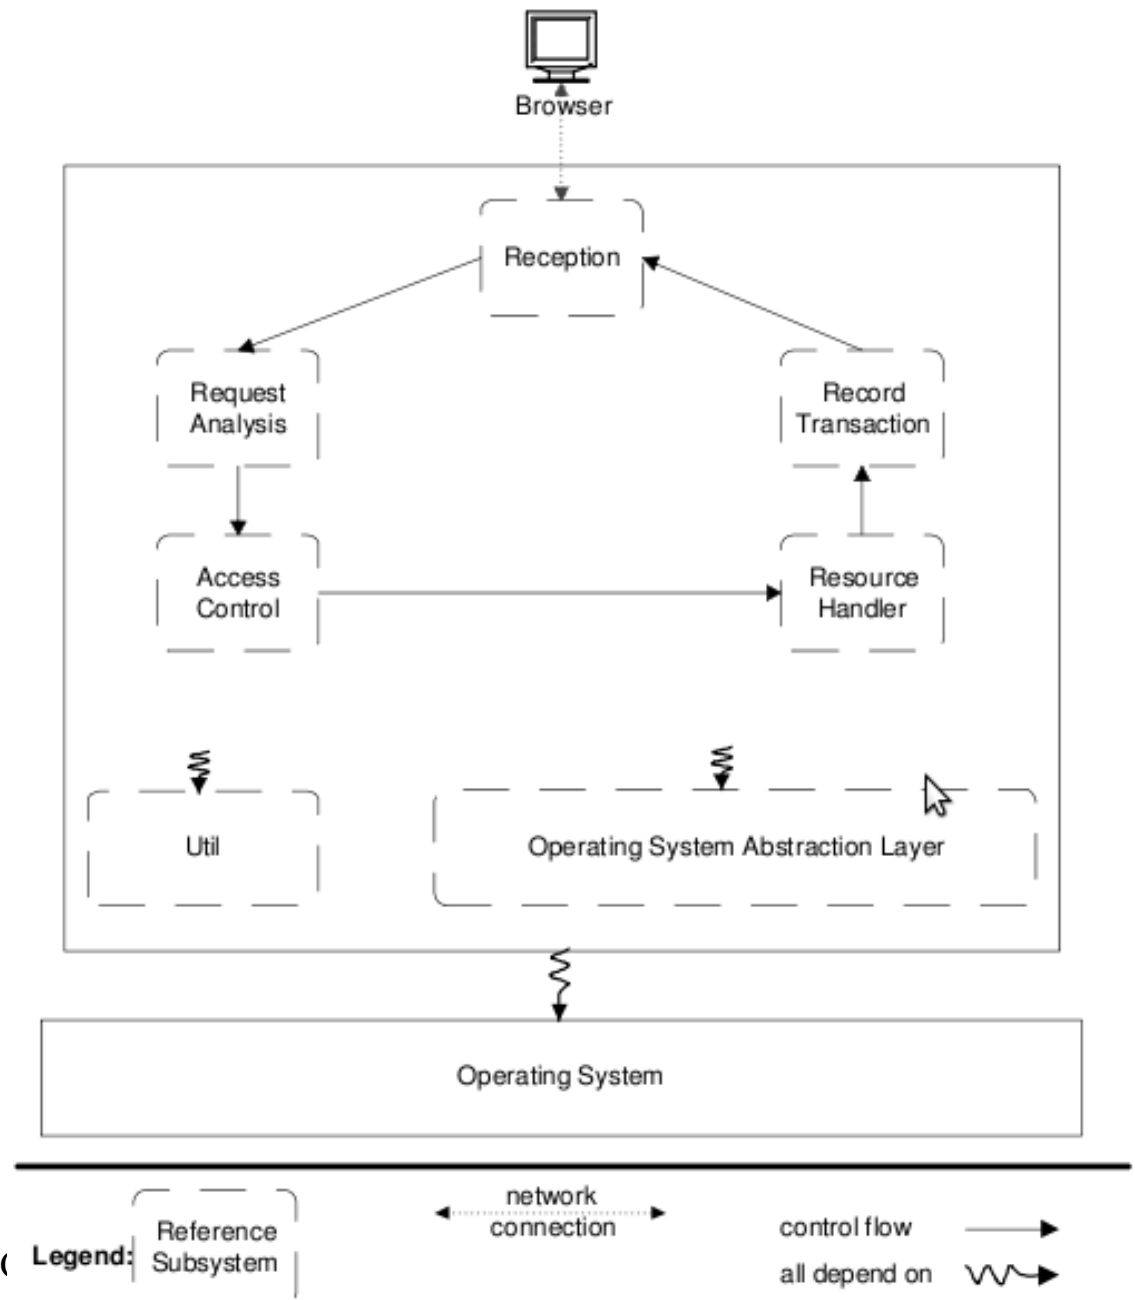 Browser
Reception
Request
Analysis
Record
Transaction
Access
Control
Resource
Handler
Util
Operating System Abstraction Layer
Operating System
Legend:
Reference
Subsystem
network
connection
control flow
all depend on